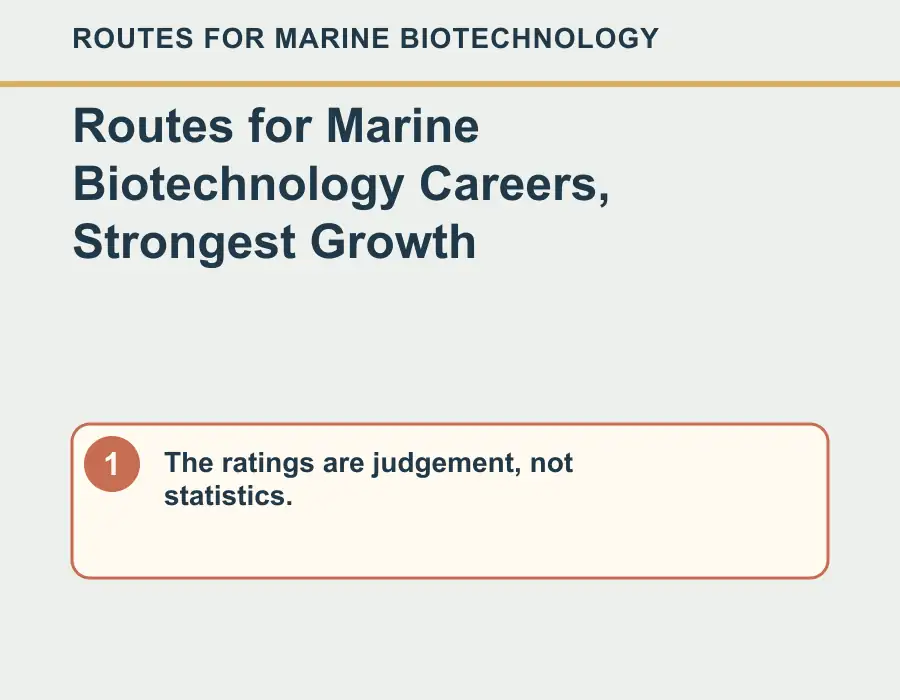 ROUTES FOR MARINE BIOTECHNOLOGY
Routes for Marine
Biotechnology Careers,
Strongest Growth
1
The ratings are judgement, not
statistics.